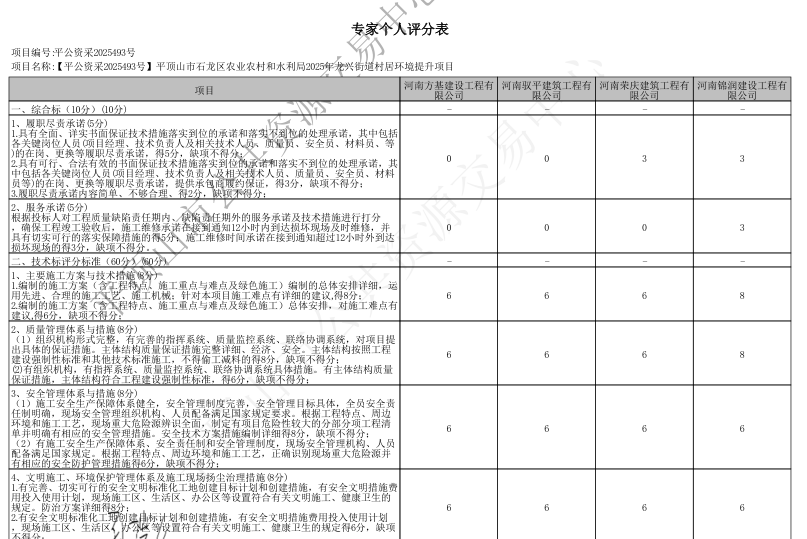 专家个人评分表
项目编号:平公资采2025493号
项目名称:【平公资采2025493号】平顶山市石龙区农业农村和水利局2025年龙兴街道村居环境提升项目
项目
河南方基建设工程有限公司
河南驭平建筑工程有限公司
河南荣庆建筑工程有限公司
河南锦润建设工程有限公司
一、综合标（10分）(10分)
– – – –
1、履职尽责承诺(5分)
1.具有全面、详实书面保证技术措施落实到位的承诺和落实不到位的处理承诺，其中包括
各关键岗位人员(项目经理、技术负责人及相关技术人员、质量员、安全员、材料员、等
)的在岗、更换等履职尽责承诺，得5分，缺项不得分；
2.具有可行、合法有效的书面保证技术措施落实到位的承诺和落实不到位的处理承诺，其
中包括各关键岗位人员(项目经理、技术负责人及相关技术人员、质量员、安全员、材料
员等)的在岗、更换等履职尽责承诺，提供承包商履约保证，得3分，缺项不得分；
3.履职尽责承诺内容简单、不够合理、得2分，缺项不得分；
0 0 3 3
2、服务承诺(5分)
根据投标人对工程质量缺陷责任期内、缺陷责任期外的服务承诺及技术措施进行打分
，确保工程竣工验收后，施工维修承诺在接到通知12小时内到达损坏现场及时维修，并
具有切实可行的落实保障措施的得5分；施工维修时间承诺在接到通知超过12小时外到达
损坏现场的得3分，缺项不得分。
0 0 0 3
二、技术标评分标准（60分）(60分)
– – – –
1、主要施工方案与技术措施(8分)
1.编制的施工方案（含工程特点、施工重点与难点及绿色施工）编制的总体安排详细，运
用先进、合理的施工工艺、施工机械；针对本项目施工难点有详细的建议,得8分；
2.编制的施工方案（含工程特点、施工重点与难点及绿色施工）总体安排，对施工难点有
建议,得6分，缺项不得分；
6 6 6 8
2、质量管理体系与措施(8分)
（1）组织机构形式完整，有完善的指挥系统、质量监控系统、联络协调系统，对项目提
出具体的保证措施。主体结构质量保证措施完整详细、经济、安全。主体结构按照工程
建设强制性标准和其他技术标准施工，不得偷工减料的得8分，缺项不得分；
(2)有组织机构，有指挥系统、质量监控系统、联络协调系统具体措施。有主体结构质量
保证措施，主体结构符合工程建设强制性标准，得6分，缺项不得分；
6 6 6 8
3、安全管理体系与措施(8分)
（1）施工安全生产保障体系健全，安全管理制度完善，安全管理目标具体，全员安全责
任制明确，现场安全管理组织机构、人员配备满足国家规定要求。根据工程特点、周边
环境和施工工艺，现场重大危险源辨识全面，制定有项目危险性较大的分部分项工程清
单并明确有相应的安全管理措施。安全技术方案措施编制详细得8分，缺项不得分；
（2）有施工安全生产保障体系、安全责任制和安全管理制度，现场安全管理机构、人员
配备满足国家规定。根据工程特点、周边环境和施工工艺，正确识别现场重大危险源并
有相应的安全防护管理措施得6分，缺项不得分；
6 6 6 6
4、文明施工、环境保护管理体系及施工现场扬尘治理措施(8分)
1.有完善、切实可行的安全文明标准化工地创建目标计划和创建措施，有安全文明措施费
用投入使用计划，现场施工区、生活区、办公区等设置符合有关文明施工、健康卫生的
规定。防治方案详细得8分；
2.有安全文明标准化工地创建目标计划和创建措施，有安全文明措施费用投入使用计划
，现场施工区、生活区、办公区等设置符合有关文明施工、健康卫生的规定得6分，缺项
不得分；
6 6 6 6